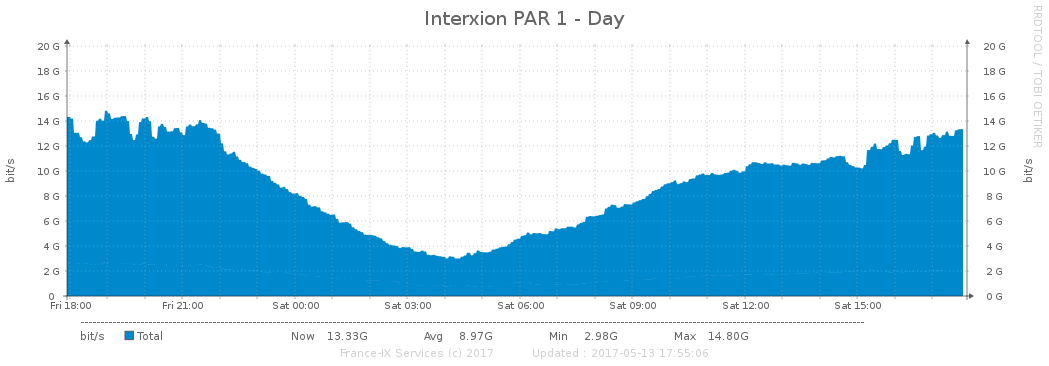 Interxion PAR 1 - Day
RRDTOOL / TOBI OETIKER
20 G 20 G
18 G 18 G
16 G 16 G
14 G 14 G
12 G 12 G
10 G 10 G
8 G 8 G
6 G 6 G
4 G 4 G
2 G 2 G
0 0 G
bit/s bit/s
Fri 18:00 Fri 21:00 Sat 00:00 Sat 03:00 Sat 06:00 Sat 09:00 Sat 12:00 Sat 15:00
bit/s Total Now 13.33G Avg 8.97G Min 2.98G Max 14.80G
France-IX Services (c) 2017 Updated : 2017-05-13 17:55:06